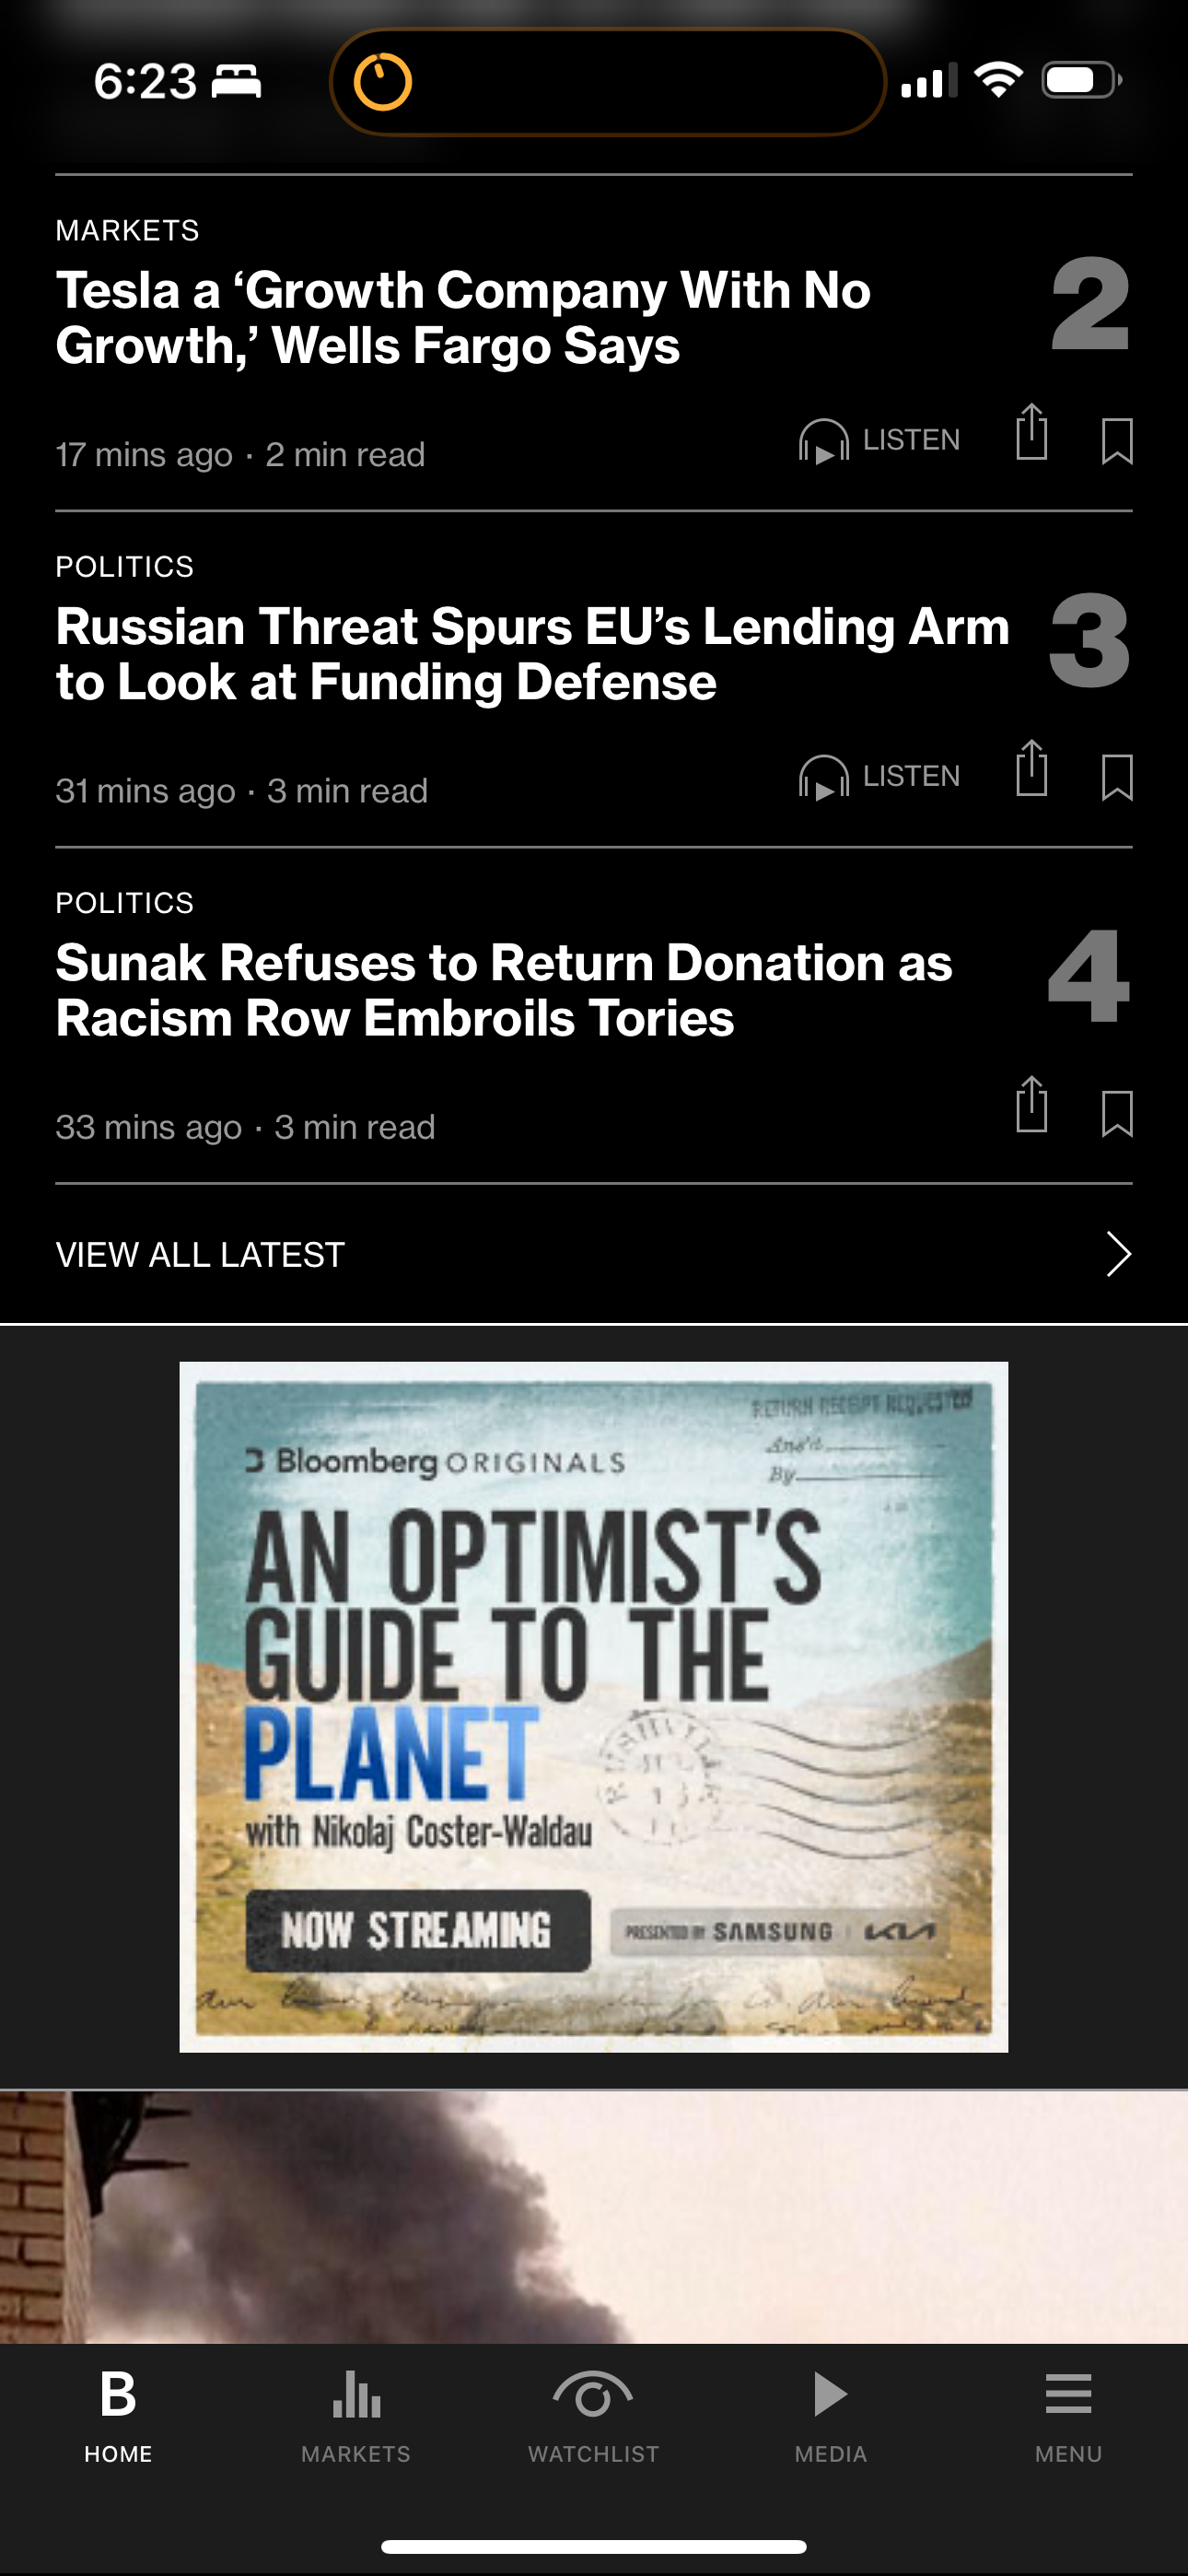 6:23
MARKETS
Tesla a ‘Growth Company With No
Growth,’ Wells Fargo Says
2
17 mins ago · 2 min read
LISTEN
POLITICS
Russian Threat Spurs EU’s Lending Arm
to Look at Funding Defense
3
31 mins ago · 3 min read
LISTEN
POLITICS
Sunak Refuses to Return Donation as
Racism Row Embroils Tories
4
33 mins ago · 3 min read
VIEW ALL LATEST
RETURN RECEIPT REQUESTED
Bloomberg ORIGINALS
By
AN OPTIMIST’S
GUIDE TO THE
PLANET
with Nikolaj Coster-Waldau
NOW STREAMING
PRESENTED BY SAMSUNG | KIA
B
HOME
MARKETS
WATCHLIST
MEDIA
MENU